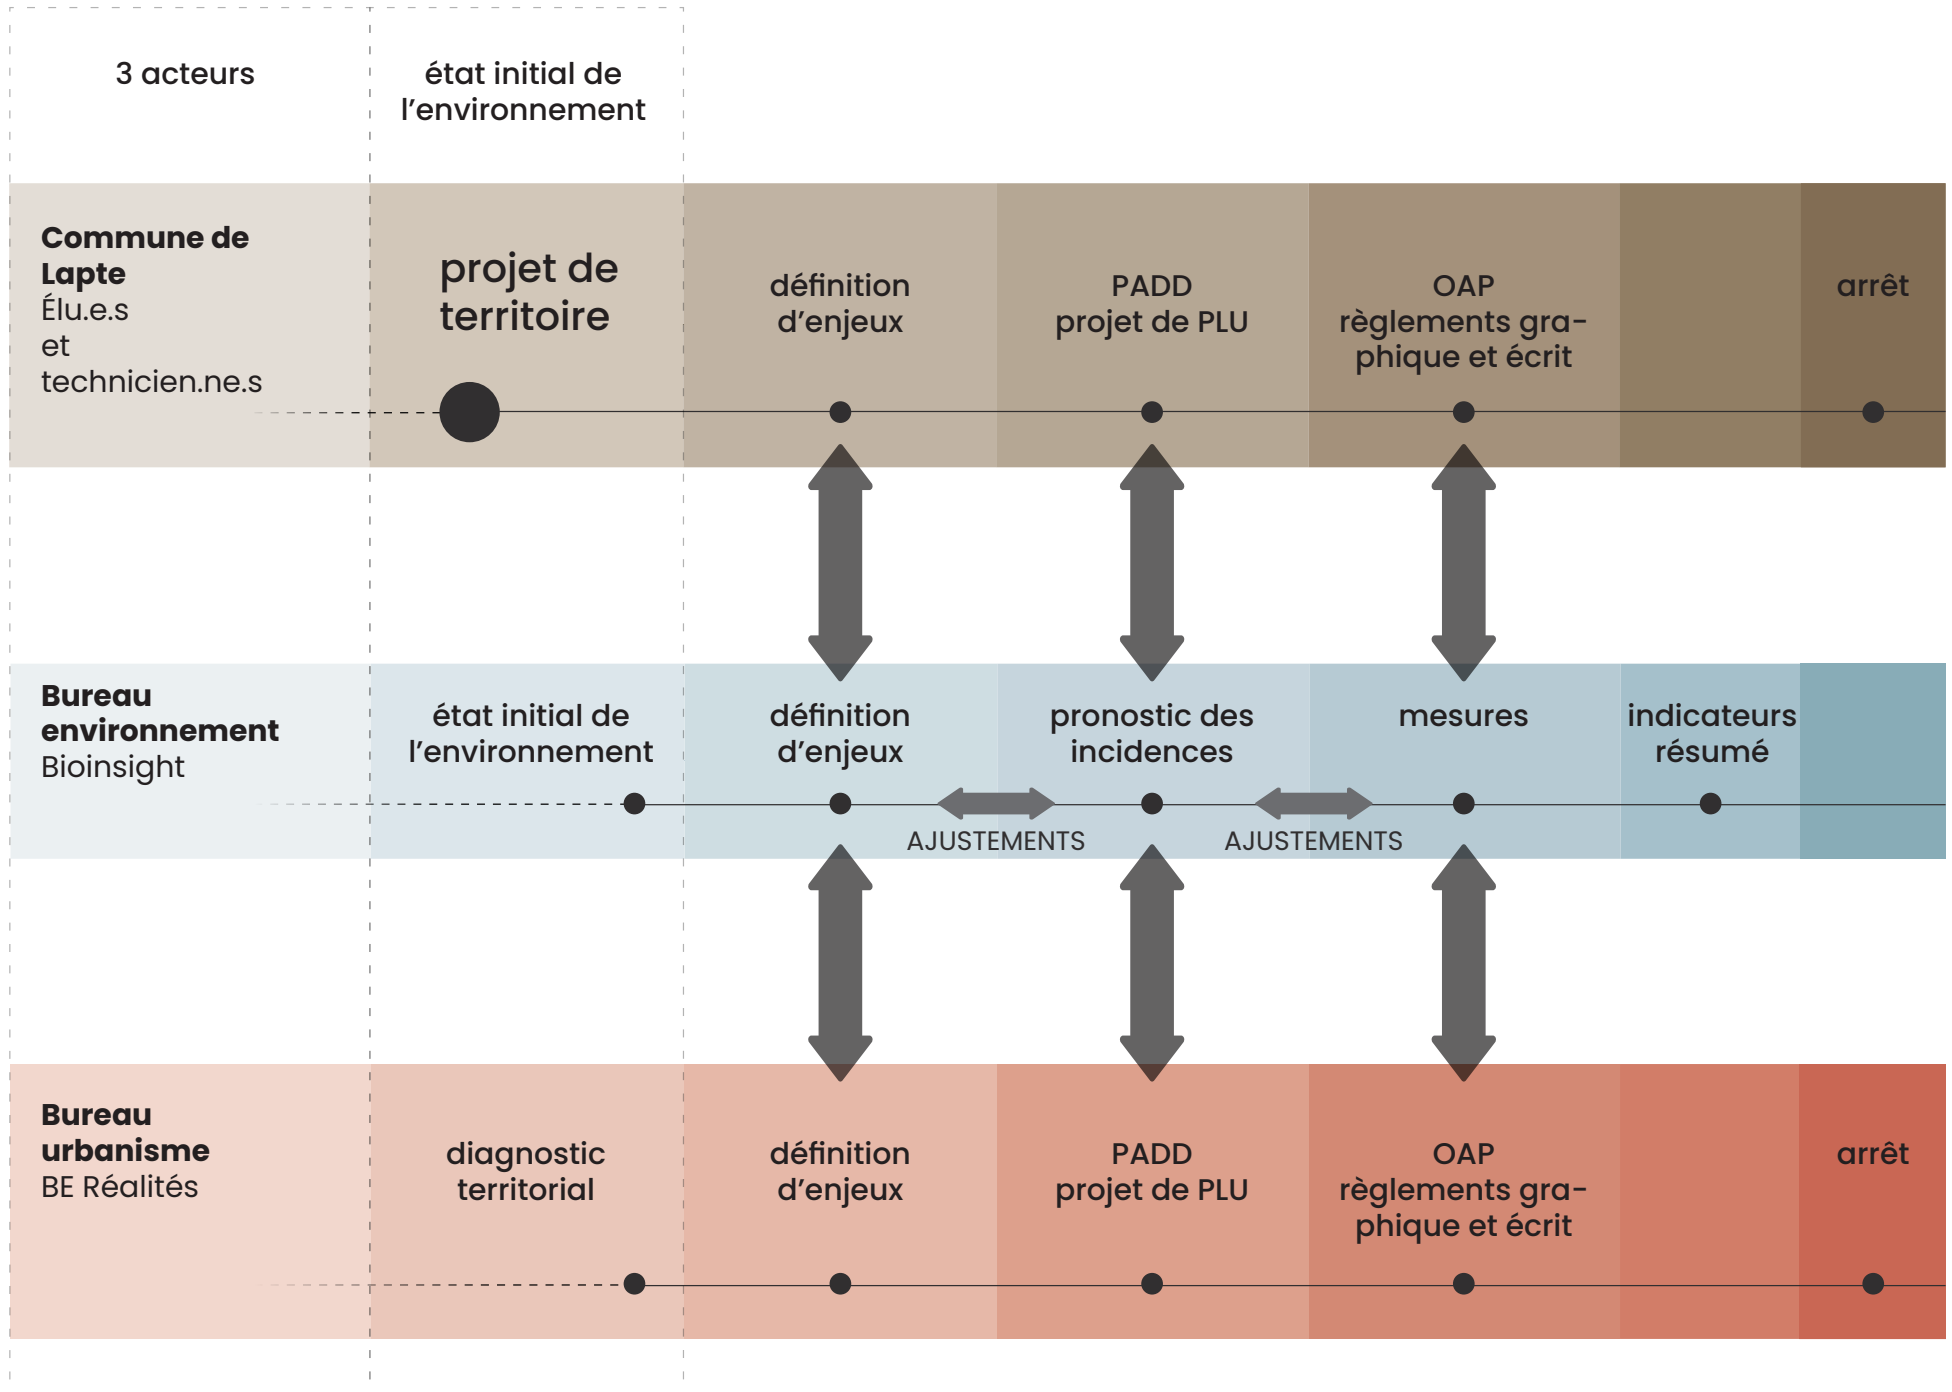 3 acteurs
état initial de
l'environnement
Commune de
Lapte
Élu.e.s
et
technicien.ne.s
projet de
territoire
définition
d'enjeux
PADD
projet de PLU
OAP
règlements gra-
phique et écrit
arrêt
Bureau
environnement
Bioinsight
état initial de
l'environnement
définition
d'enjeux
pronostic des
incidences
mesures
indicateurs
résumé
AJUSTEMENTS
AJUSTEMENTS
Bureau
urbanisme
BE Réalités
diagnostic
territorial
définition
d'enjeux
PADD
projet de PLU
OAP
règlements gra-
phique et écrit
arrêt